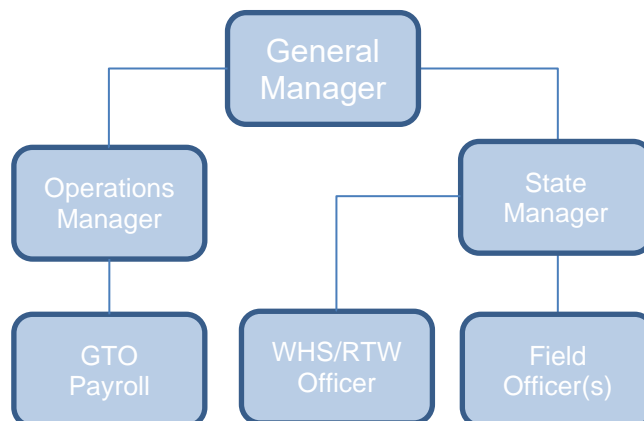 General
Manager
Operations
Manager
State
Manager
GTO
Payroll
WHS/RTW
Officer
Field
Officer(s)